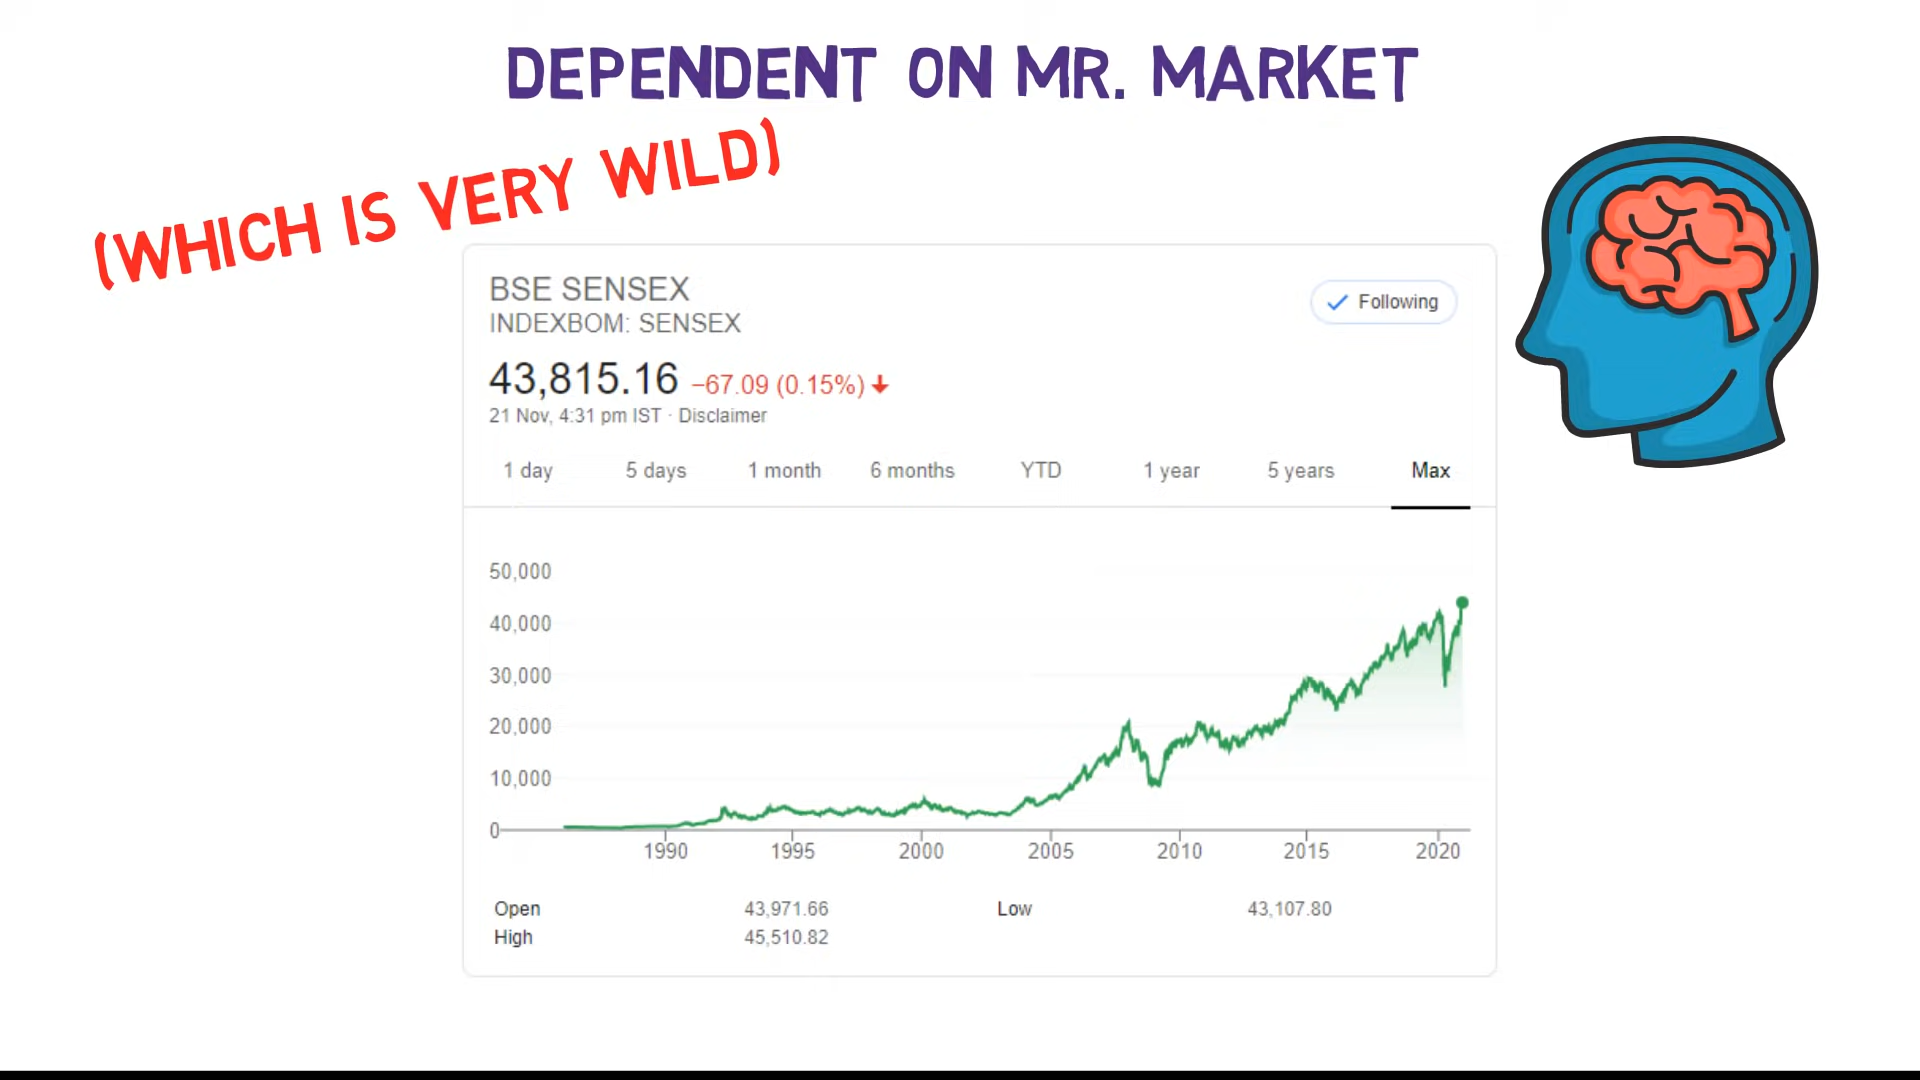 DEPENDENT ON MR. MARKET
(WHICH IS VERY WILD)
BSE SENSEX
INDEXBOM: SENSEX
Following
43,815.16 −67.09 (0.15%)
21 Nov, 4:31 pm IST · Disclaimer
1 day 5 days 1 month 6 months YTD 1 year 5 years Max
50,000
40,000
30,000
20,000
10,000
0
1990 1995 2000 2005 2010 2015 2020
Open 43,971.66 Low 43,107.80
High 45,510.82